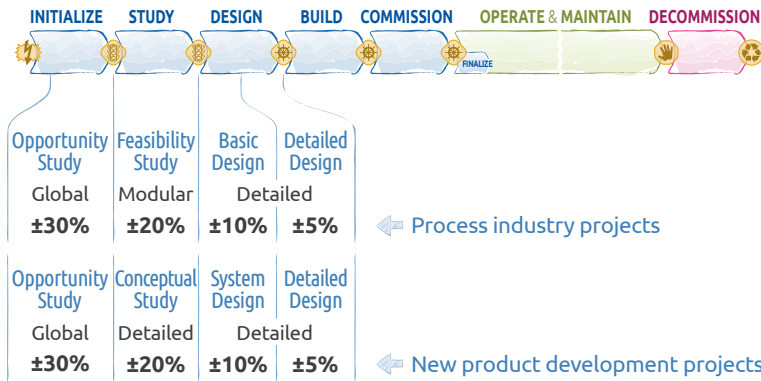 INITIALIZE STUDY DESIGN BUILD COMMISSION OPERATE & MAINTAIN DECOMMISSION
FINALIZE
Opportunity Feasibility Basic Detailed
Study Study Design Design
Global Modular Detailed
±30% ±20% ±10% ±5% Process industry projects
Opportunity Conceptual System Detailed
Study Study Design Design
Global Detailed Detailed
±30% ±20% ±10% ±5% New product development projects